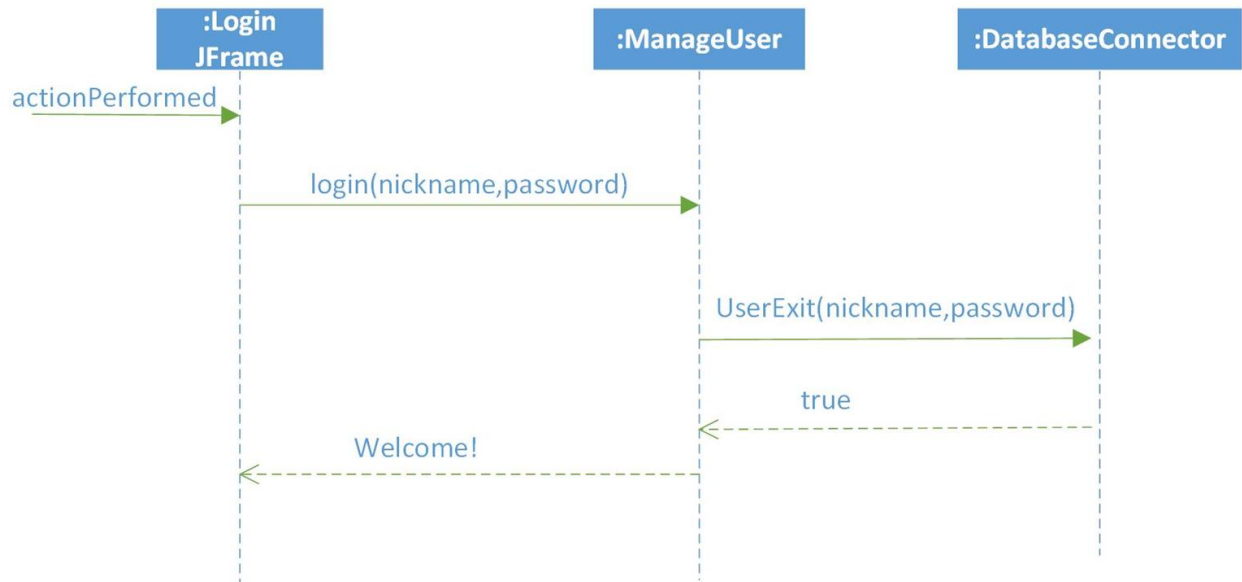 :Login
JFrame
:ManageUser
:DatabaseConnector
actionPerformed
login(nickname,password)
UserExit(nickname,password)
true
Welcome!